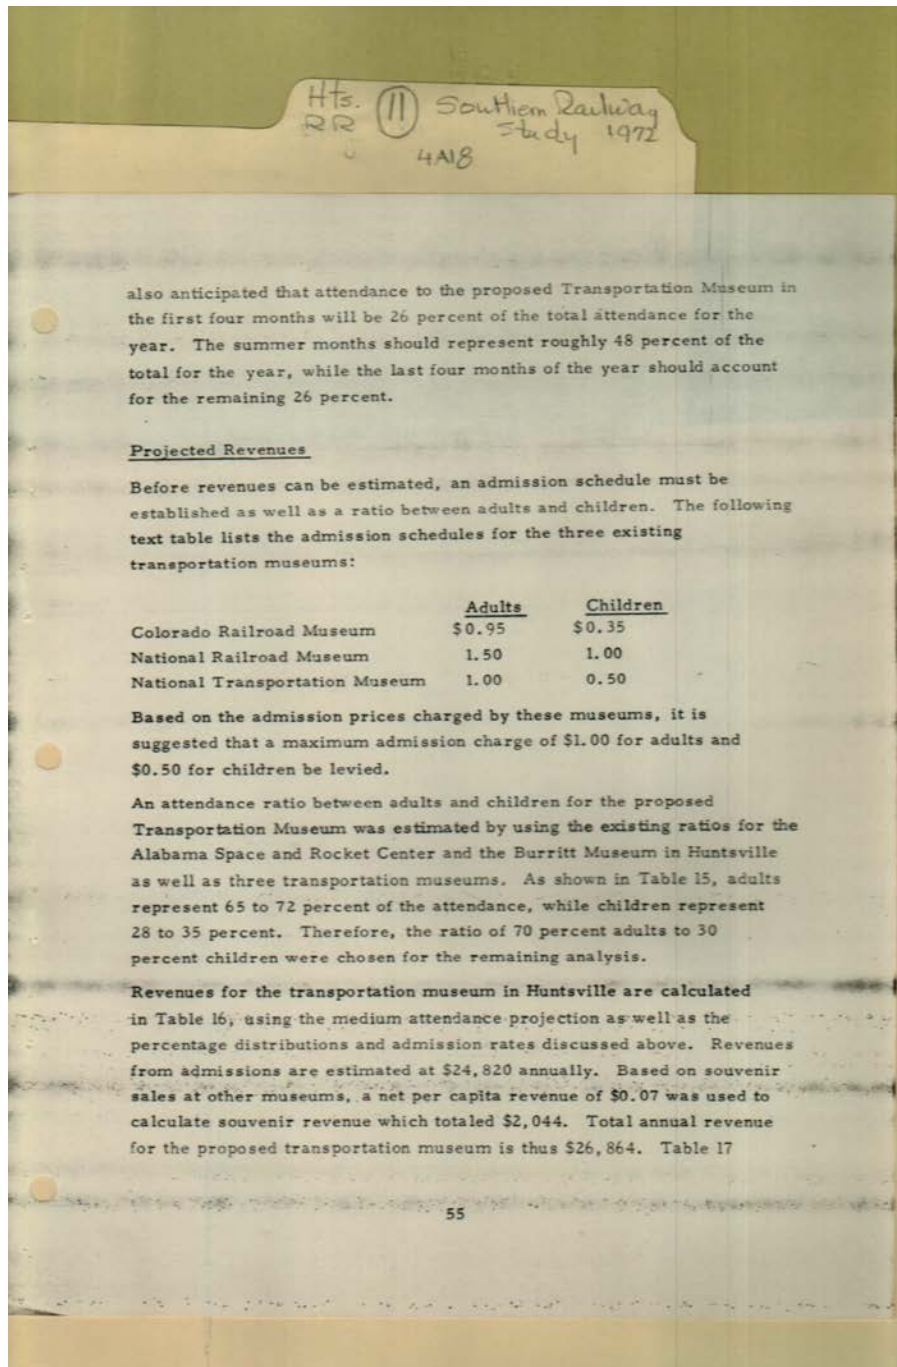 Hts. 11 Southern Railway
RR Study 1972
4A18
also anticipated that attendance to the proposed Transportation Museum in
the first four months will be 26 percent of the total attendance for the
year. The summer months should represent roughly 48 percent of the
total for the year, while the last four months of the year should account
for the remaining 26 percent.
Projected Revenues
Before revenues can be estimated, an admission schedule must be
established as well as a ratio between adults and children. The following
text table lists the admission schedules for the three existing
transportation museums:
Adults Children
Colorado Railroad Museum $0.95 $0.35
National Railroad Museum 1.50 1.00
National Transportation Museum 1.00 0.50
Based on the admission prices charged by these museums, it is
suggested that a maximum admission charge of $1.00 for adults and
$0.50 for children be levied.
An attendance ratio between adults and children for the proposed
Transportation Museum was estimated by using the existing ratios for the
Alabama Space and Rocket Center and the Burritt Museum in Huntsville
as well as three transportation museums. As shown in Table 15, adults
represent 65 to 72 percent of the attendance, while children represent
28 to 35 percent. Therefore, the ratio of 70 percent adults to 30
percent children were chosen for the remaining analysis.
Revenues for the transportation museum in Huntsville are calculated
in Table 16, using the medium attendance projection as well as the
percentage distributions and admission rates discussed above. Revenues
from admissions are estimated at $24,820 annually. Based on souvenir
sales at other museums, a net per capita revenue of $0.07 was used to
calculate souvenir revenue which totaled $2,044. Total annual revenue
for the proposed transportation museum is thus $26,864. Table 17
55